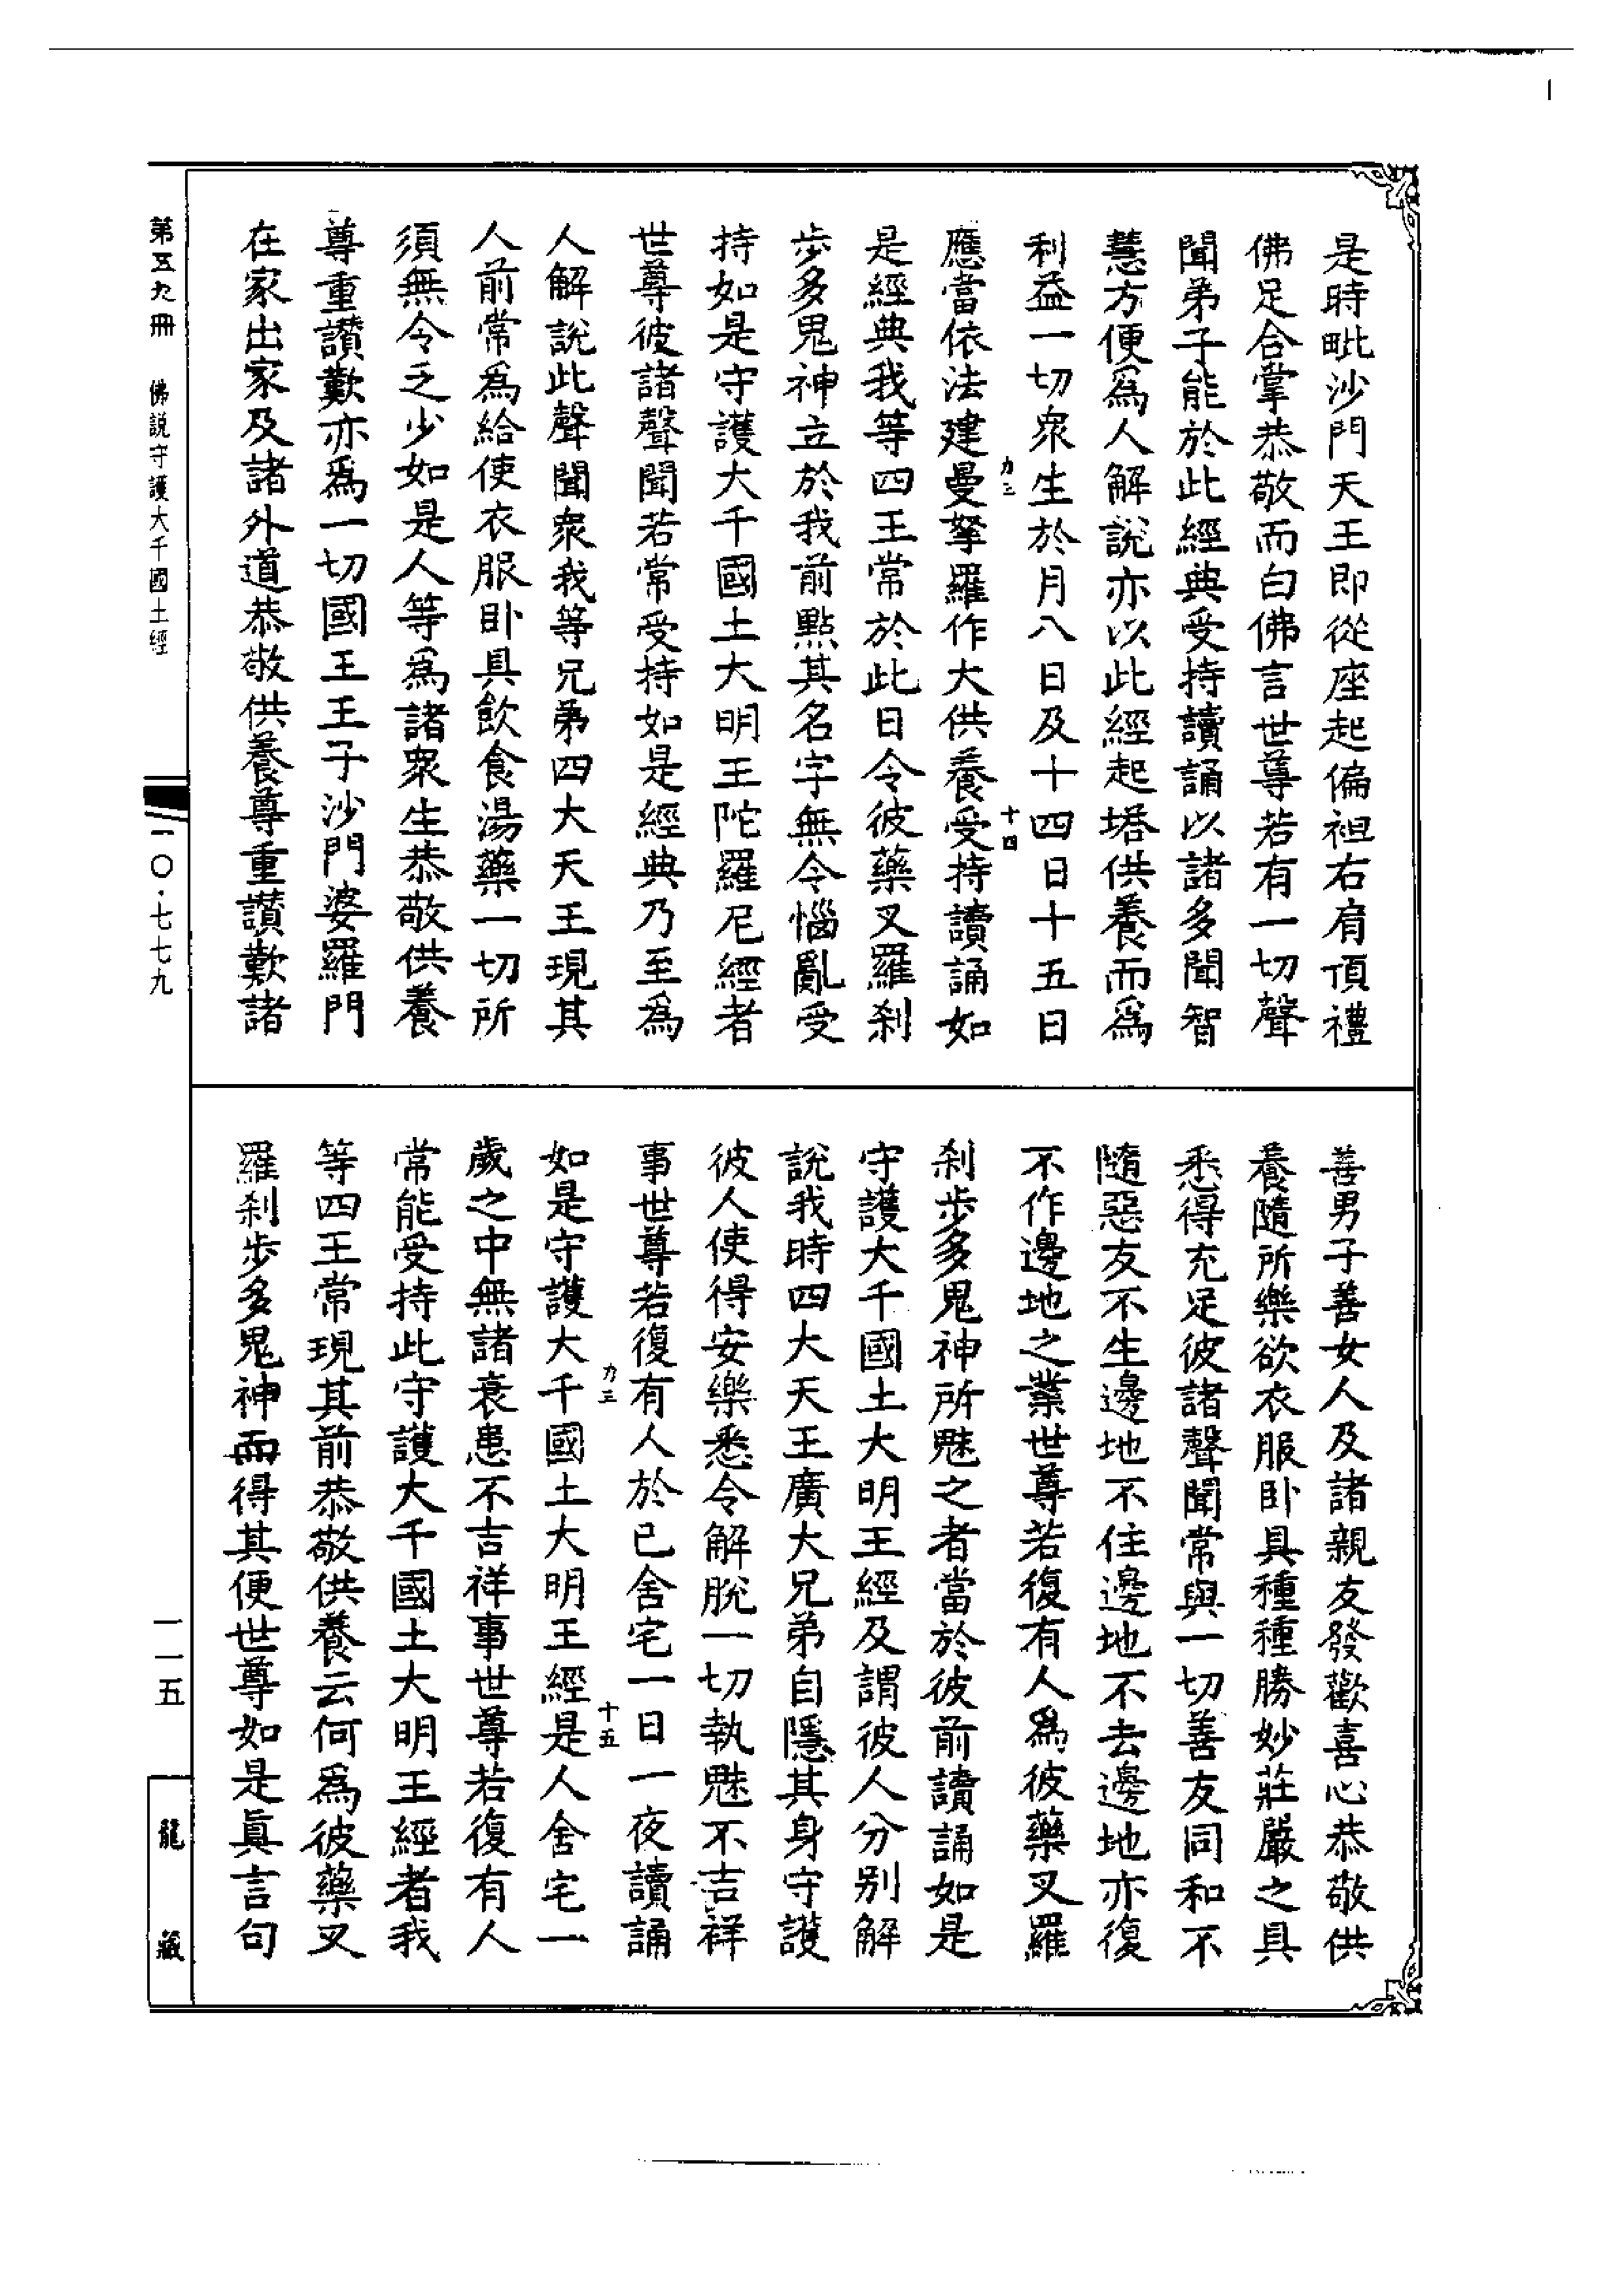 是時毗沙門天王即從座起偏袒右肩頂禮
佛足合掌恭敬而白佛言世尊若有一切聲
聞弟子能於此經典受持讀誦以諸多聞智
慧方便爲人解說亦以此經起塔供養而爲
利益一切衆生於月八日及十四日十五日
力三
十四
應當依法建曼拏羅作大供養受持讀誦如
是經典我等四王常於此日令彼藥叉羅剎
步多鬼神立於我前點其名字無令惱亂受
持如是守護大千國土大明王陀羅尼經者
世尊彼諸聲聞若常受持如是經典乃至爲
人解說此聲聞衆我等兄弟四大天王現其
人前常爲給使衣服卧具飲食湯藥一切所
須無令乏少如是人等爲諸衆生恭敬供養
尊重讚歎亦爲一切國王王子沙門婆羅門
在家出家及諸外道恭敬供養尊重讚歎諸
善男子善女人及諸親友發歡喜心恭敬供
養隨所樂欲衣服卧具種種勝妙莊嚴之具
悉得充足彼諸聲聞常與一切善友同和不
隨惡友不生邊地不住邊地不去邊地亦復
不作邊地之業世尊若復有人爲彼藥叉羅
剎步多鬼神所魅之者當於彼前讀誦如是
守護大千國土大明王經及謂彼人分別解
說我時四大天王廣大兄弟自隱其身守護
彼人使得安樂悉令解脫一切執魅不吉祥
事世尊若復有人於已舍宅一日一夜讀誦
力三
十五
如是守護大千國土大明王經是人舍宅一
歲之中無諸衰患不吉祥事世尊若復有人
常能受持此守護大千國土大明王經者我
等四王常現其前恭敬供養云何爲彼藥叉
羅剎步多鬼神而得其便世尊如是眞言句
第五九冊
佛說守護大千國土經
一〇·七七九
一一五
龍藏